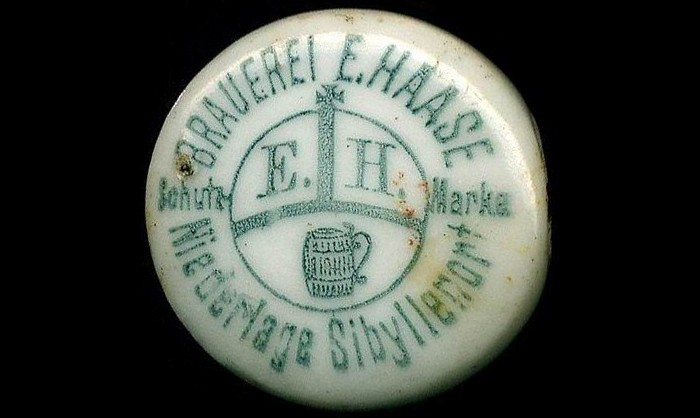 BRAUEREI E. HAASE
E. H.
Schutz Marke
Niederlage Sibyllenort